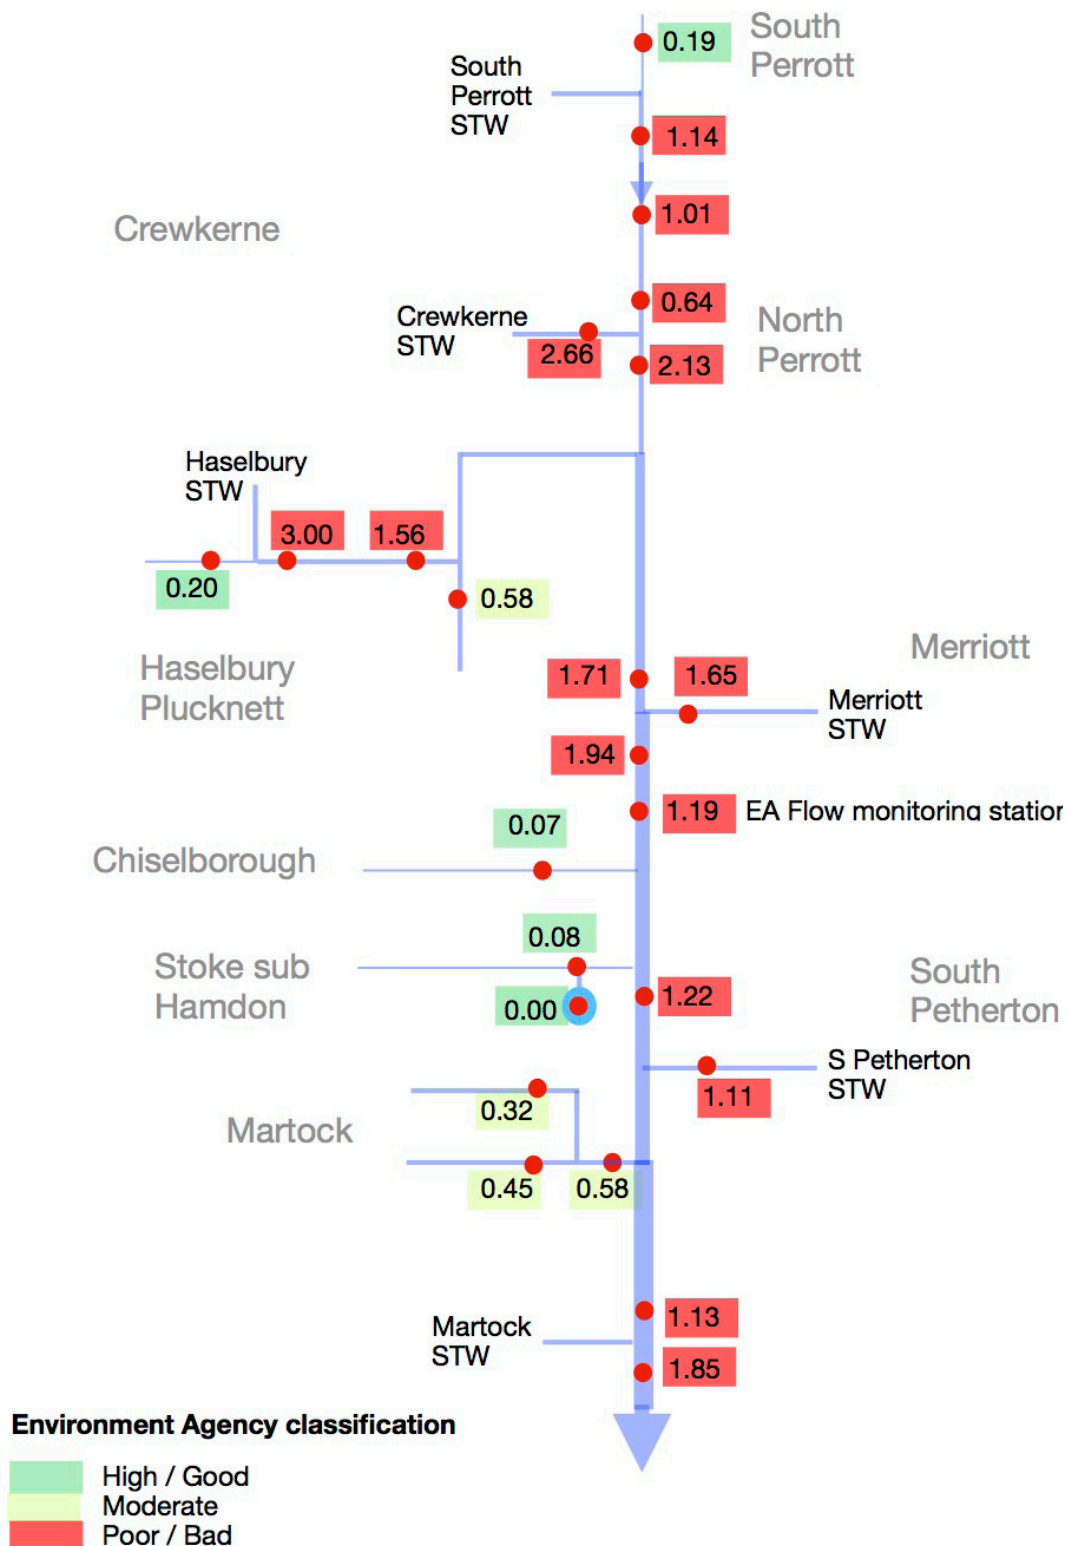 South
Perrott
0.19
South
Perrott
STW
1.14
1.01
Crewkerne
0.64
North
Perrott
Crewkerne
STW
2.66
2.13
Haselbury
STW
3.00
1.56
0.20
0.58
Haselbury
Plucknett
Merriott
1.71
1.65
Merriott
STW
1.94
1.19
EA Flow monitoring station
0.07
Chiselborough
0.08
Stoke sub
Hamdon
0.00
1.22
South
Petherton
S Petherton
STW
1.11
0.32
Martock
0.45
0.58
1.13
Martock
STW
1.85
Environment Agency classification
High / Good
Moderate
Poor / Bad